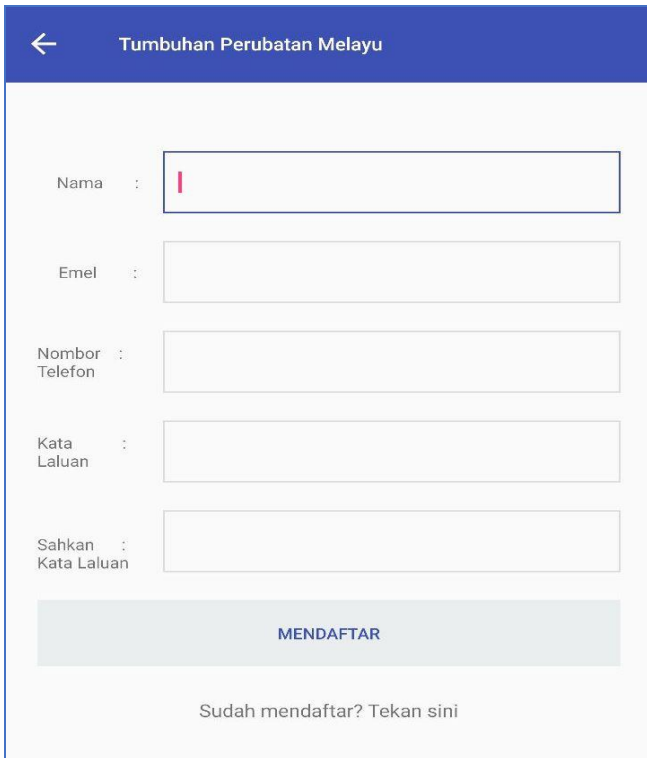 Tumbuhan Perubatan Melayu
Nama :
Emel :
Nombor :
Telefon
Kata :
Laluan
Sahkan :
Kata Laluan
MENDAFTAR
Sudah mendaftar? Tekan sini